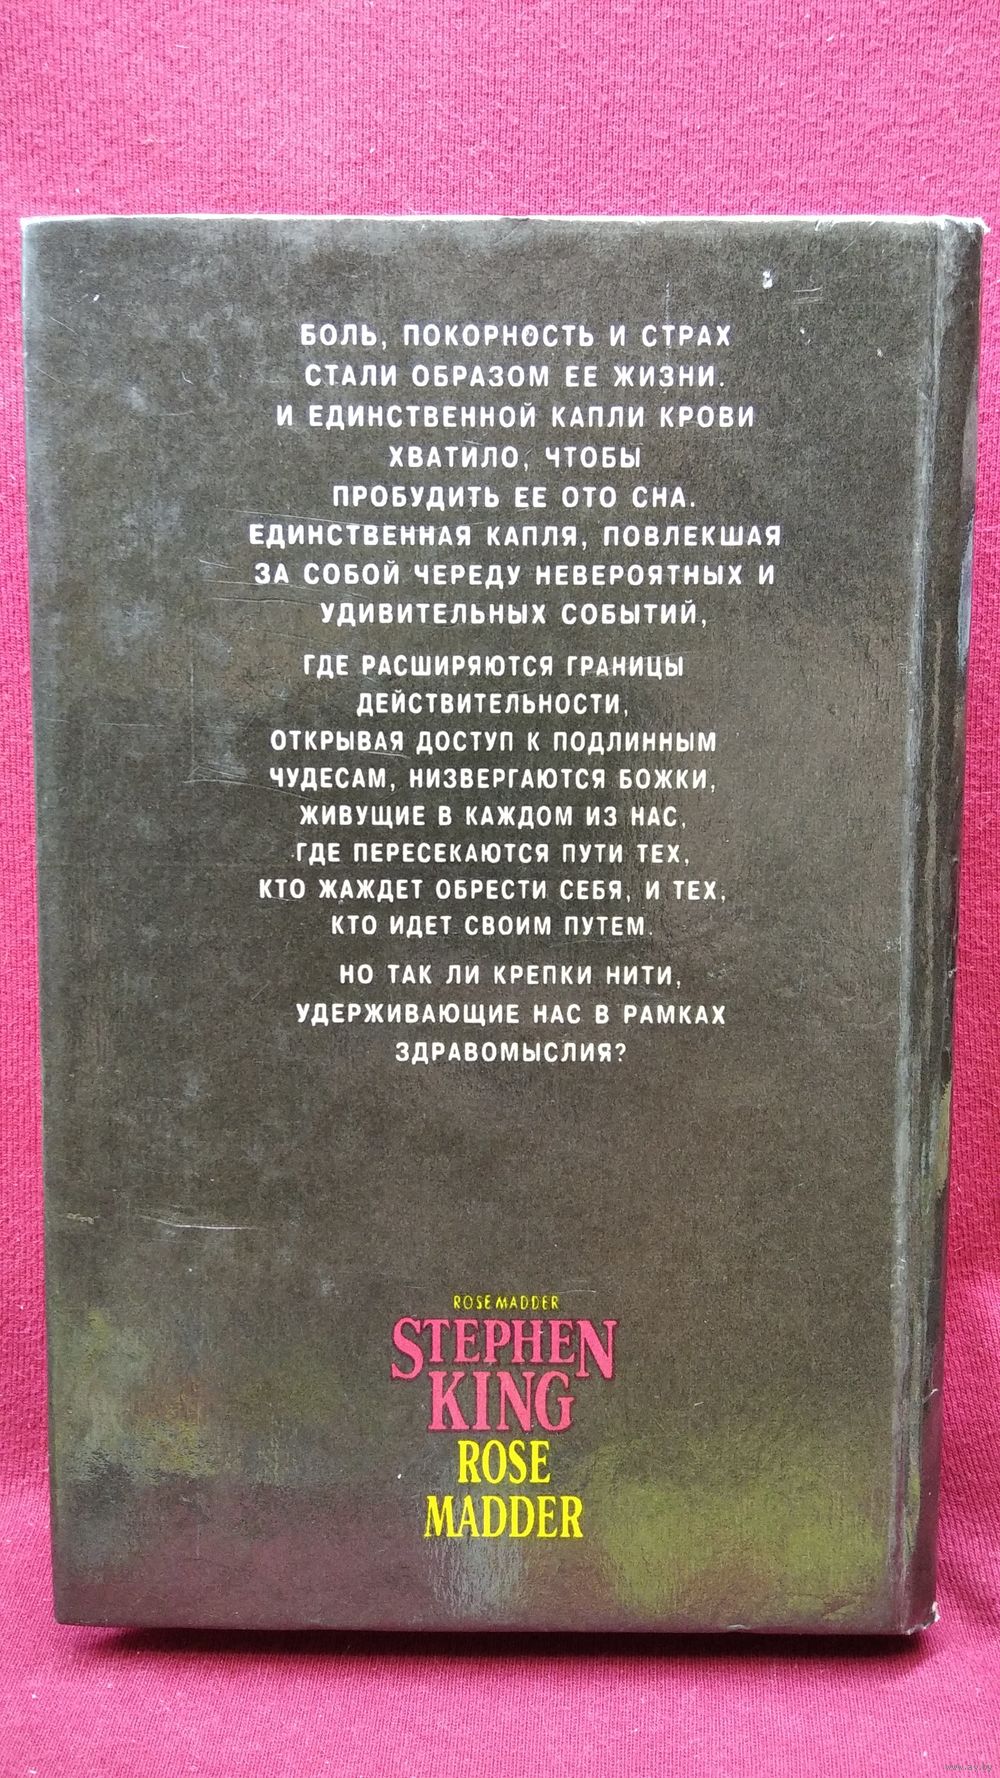 БОЛЬ, ПОКОРНОСТЬ И СТРАХ
СТАЛИ ОБРАЗОМ ЕЕ ЖИЗНИ.
И ЕДИНСТВЕННОЙ КАПЛИ КРОВИ
ХВАТИЛО, ЧТОБЫ
ПРОБУДИТЬ ЕЕ ОТО СНА.
ЕДИНСТВЕННАЯ КАПЛЯ, ПОВЛЕКШАЯ
ЗА СОБОЙ ЧЕРЕДУ НЕВЕРОЯТНЫХ И
УДИВИТЕЛЬНЫХ СОБЫТИЙ,
ГДЕ РАСШИРЯЮТСЯ ГРАНИЦЫ
ДЕЙСТВИТЕЛЬНОСТИ,
ОТКРЫВАЯ ДОСТУП К ПОДЛИННЫМ
ЧУДЕСАМ, НИЗВЕРГАЮТСЯ БОЖКИ,
ЖИВУЩИЕ В КАЖДОМ ИЗ НАС,
ГДЕ ПЕРЕСЕКАЮТСЯ ПУТИ ТЕХ,
КТО ЖАЖДЕТ ОБРЕСТИ СЕБЯ, И ТЕХ,
КТО ИДЕТ СВОИМ ПУТЕМ.
НО ТАК ЛИ КРЕПКИ НИТИ,
УДЕРЖИВАЮЩИЕ НАС В РАМКАХ
ЗДРАВОМЫСЛИЯ?
ROSE MADDER
STEPHEN
KING
ROSE
MADDER
www.av.by